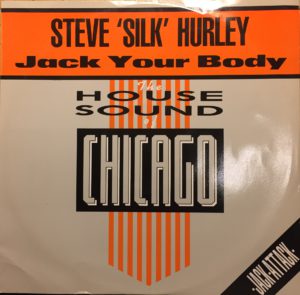 STEVE 'SILK' HURLEY
Jack Your Body
The
HOUSE
SOUND
of
CHICAGO
·JACK-ATTACK·